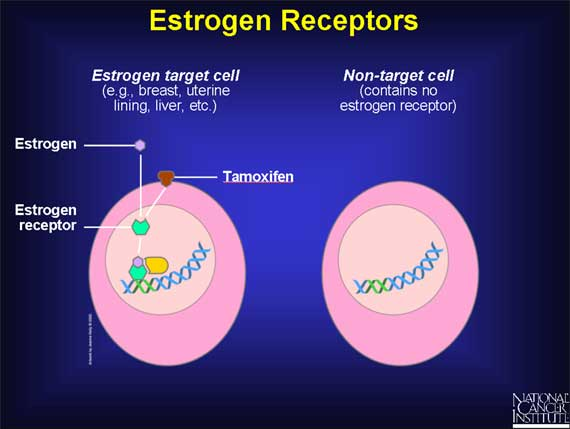 Estrogen Receptors
Estrogen target cell
(e.g., breast, uterine
lining, liver, etc.)
Non-target cell
(contains no
estrogen receptor)
Estrogen
Tamoxifen
Estrogen
receptor
NATIONAL
CANCER
INSTITUTE